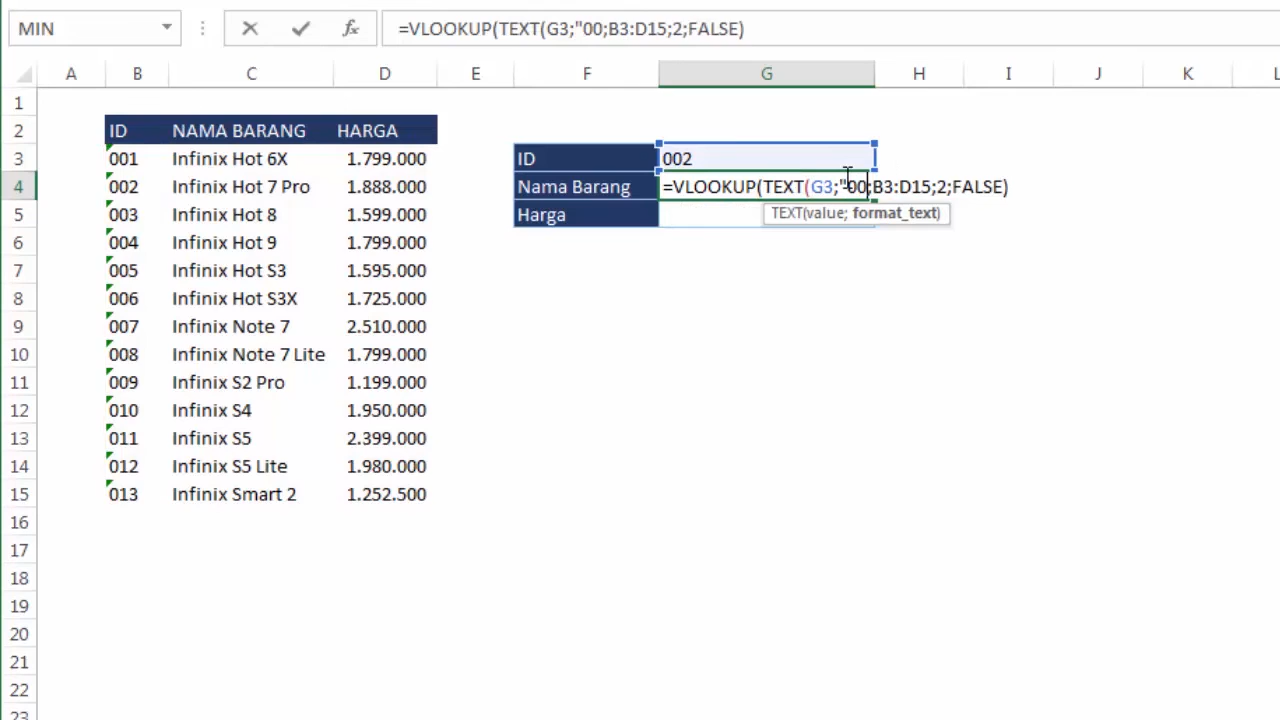 MIN fx =VLOOKUP(TEXT(G3;"00;B3:D15;2;FALSE)
A B C D E F G H I J K L
1
2 ID NAMA BARANG HARGA
3 001 Infinix Hot 6X 1.799.000 ID 002
4 002 Infinix Hot 7 Pro 1.888.000 Nama Barang =VLOOKUP(TEXT(G3;"00;B3:D15;2;FALSE)
5 003 Infinix Hot 8 1.599.000 Harga TEXT(value; format_text)
6 004 Infinix Hot 9 1.799.000
7 005 Infinix Hot S3 1.595.000
8 006 Infinix Hot S3X 1.725.000
9 007 Infinix Note 7 2.510.000
10 008 Infinix Note 7 Lite 1.799.000
11 009 Infinix S2 Pro 1.199.000
12 010 Infinix S4 1.950.000
13 011 Infinix S5 2.399.000
14 012 Infinix S5 Lite 1.980.000
15 013 Infinix Smart 2 1.252.500
16
17
18
19
20
21
22
23